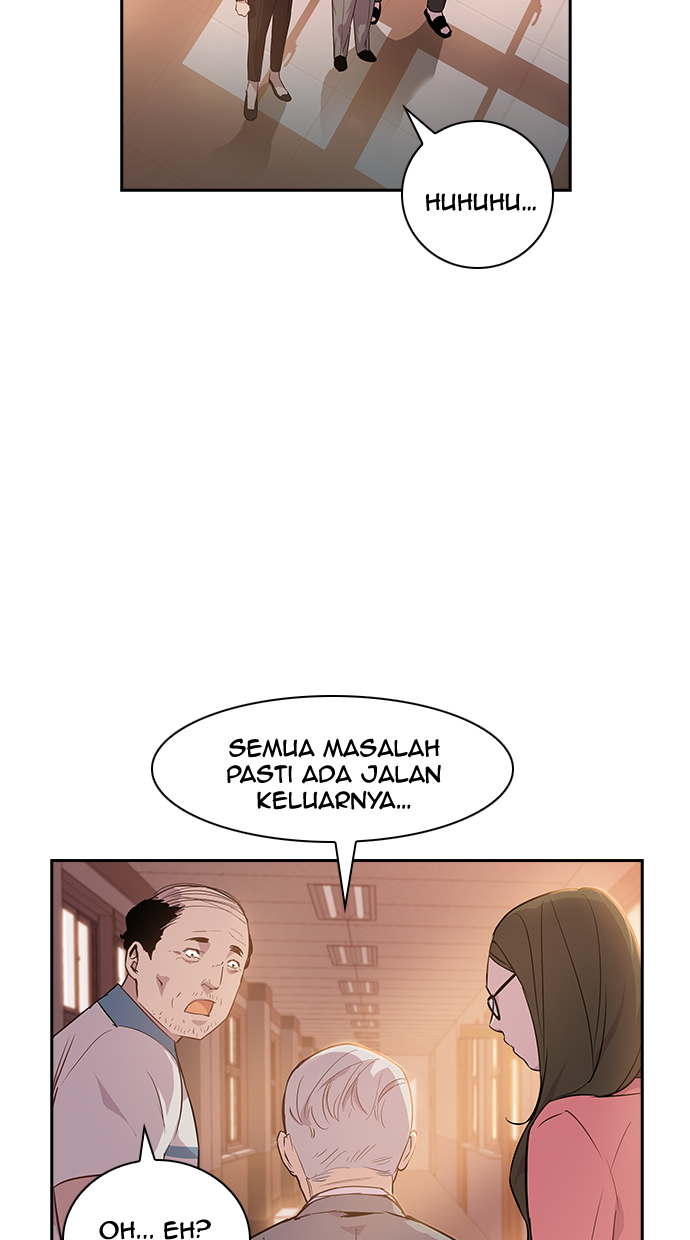 HUHUHU...
SEMUA MASALAH
PASTI ADA JALAN
KELUARNYA...
OH... EH?